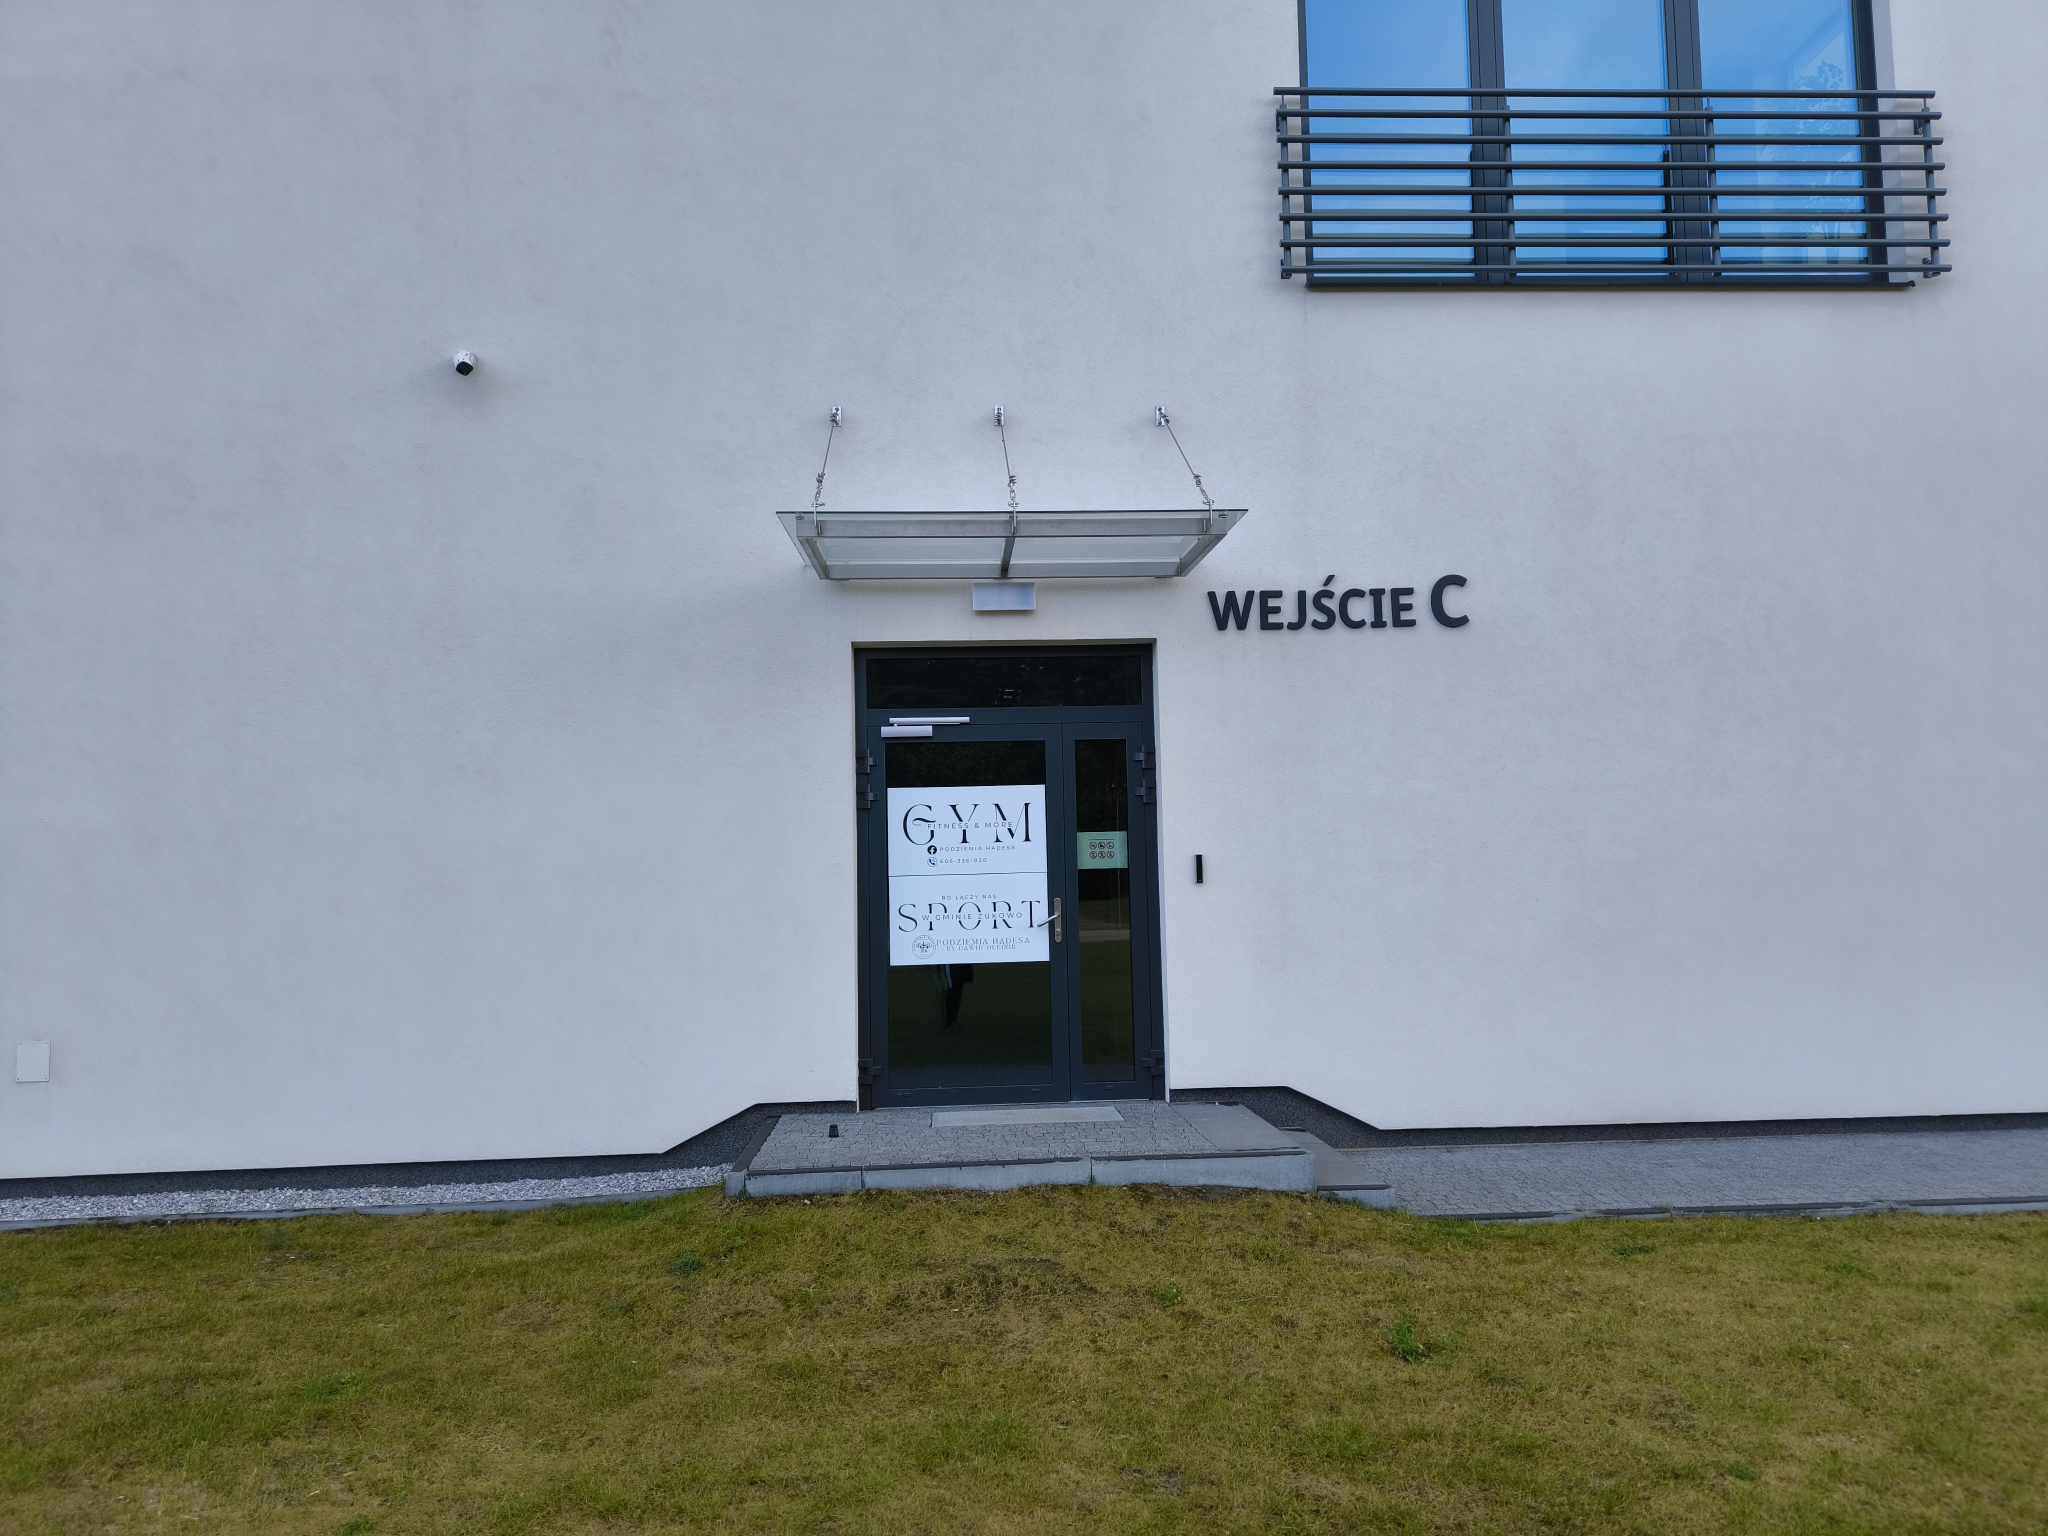 WEJŚCIE C
GYM
FITNESS & MORE
PODZIEMIA HADESA
BO ŁĄCZY NAS
SPORT
W GMINIE ŻUKOWO
PODZIEMIA HADESA